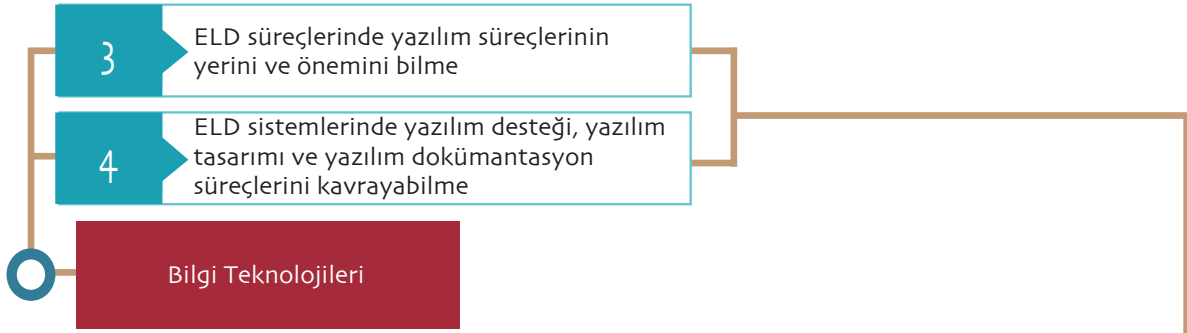 3
ELD süreçlerinde yazılım süreçlerinin
yerini ve önemini bilme
4
ELD sistemlerinde yazılım desteği, yazılım
tasarımı ve yazılım dokümantasyon
süreçlerini kavrayabilme
Bilgi Teknolojileri